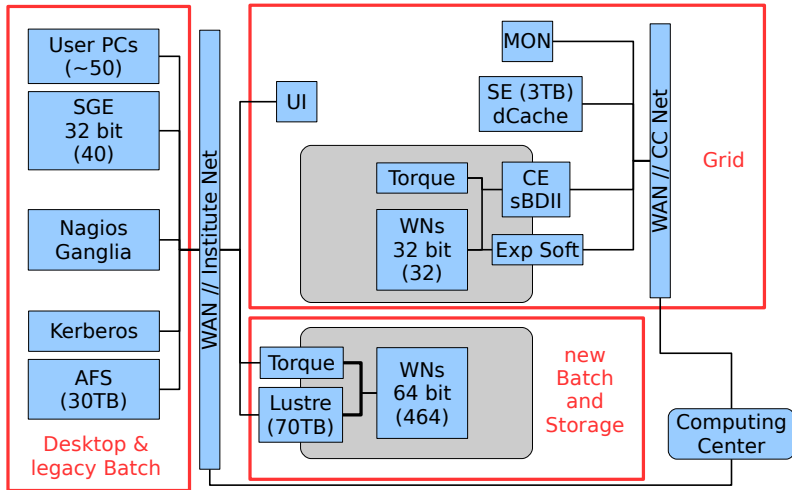 User PCs
(~50)
SGE
32 bit
(40)
Nagios
Ganglia
Kerberos
AFS
(30TB)
Desktop &
legacy Batch
WAN // Institute Net
UI
MON
SE (3TB)
dCache
Torque
CE
sBDII
WNs
32 bit
(32)
Exp Soft
WAN // CC Net
Grid
Torque
Lustre
(70TB)
WNs
64 bit
(464)
new
Batch
and
Storage
Computing
Center